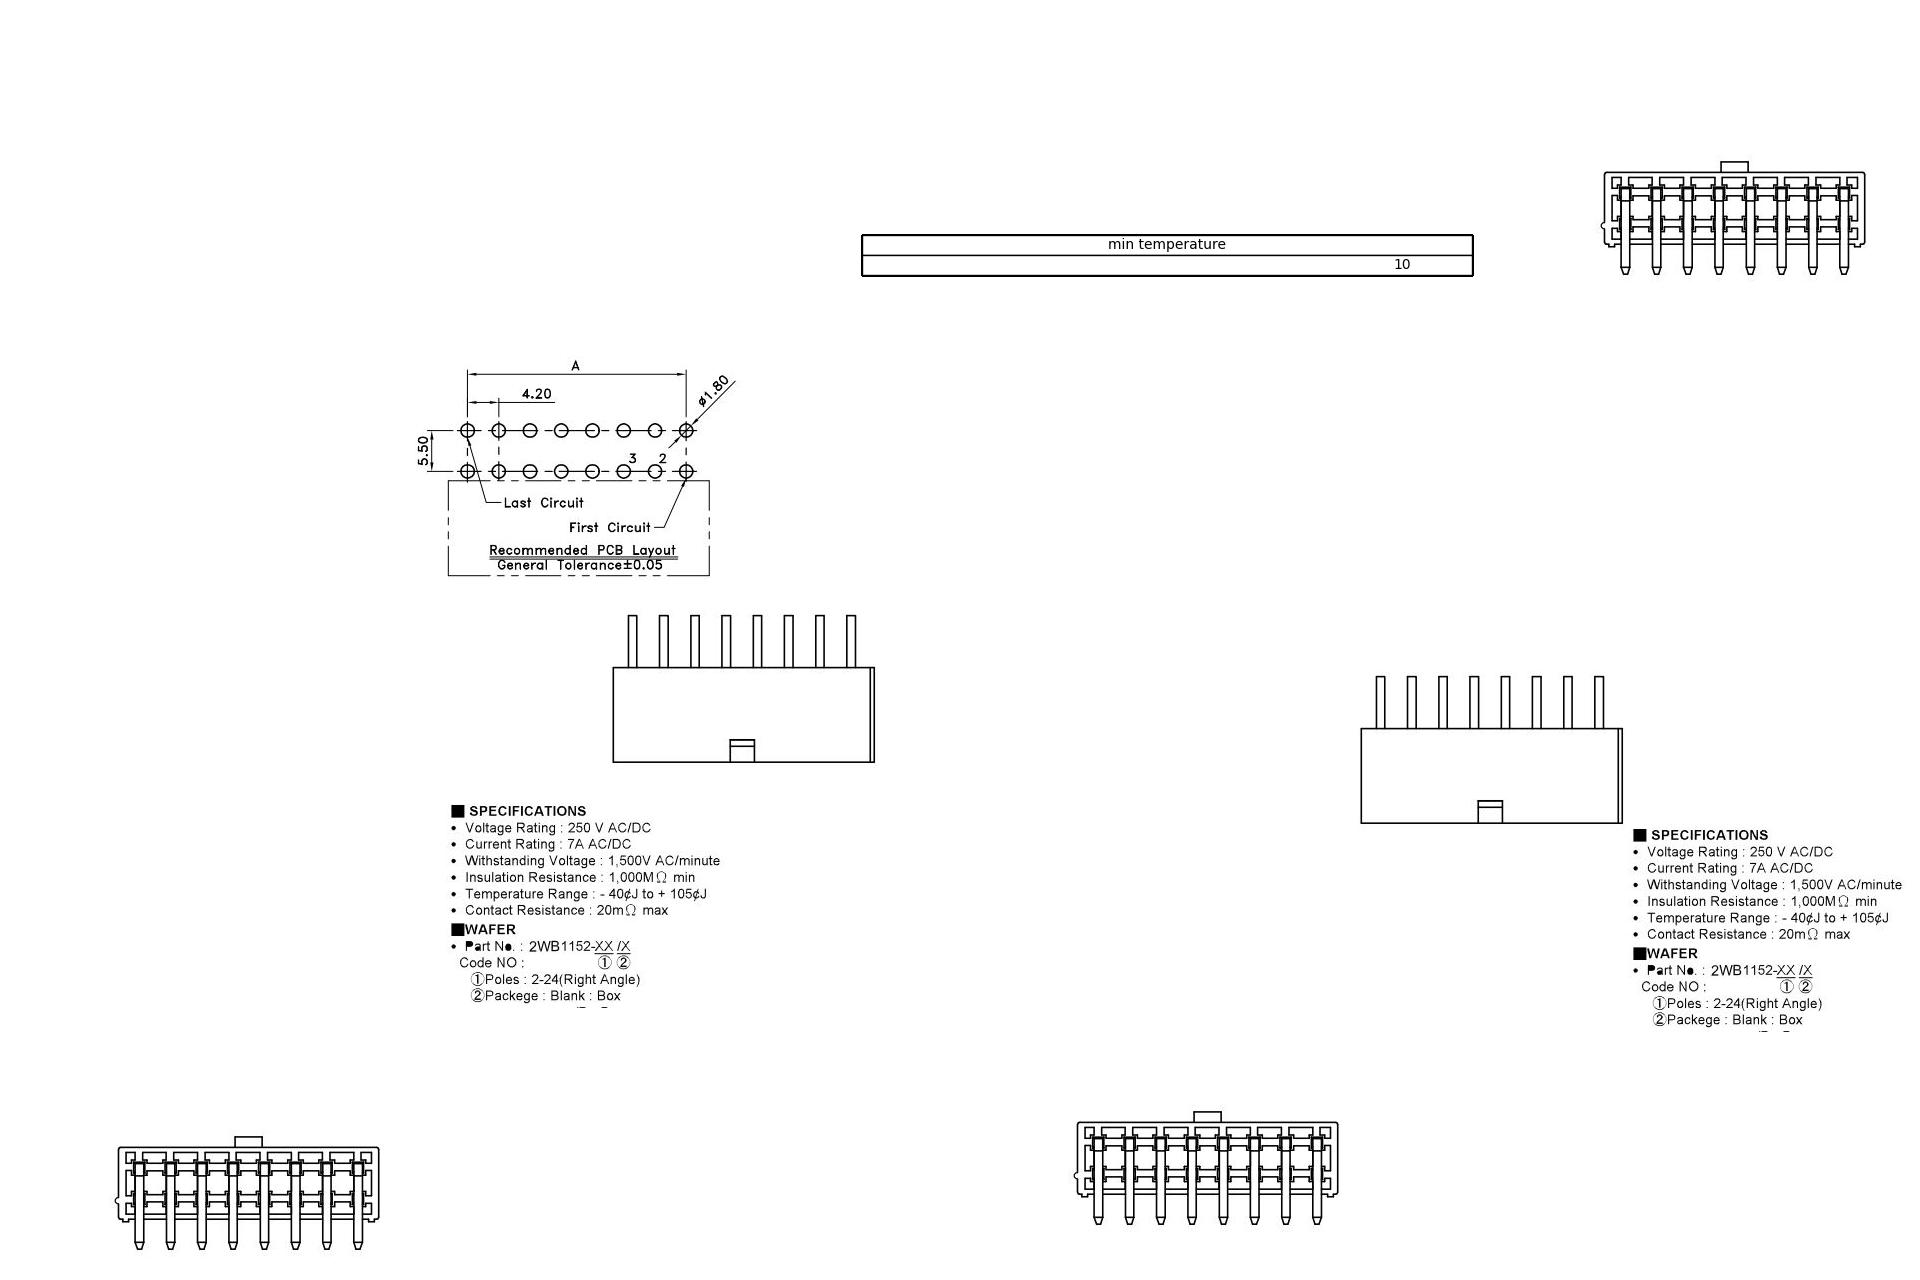 min temperature
10
A
4.20
ø1.80
5.50
3 2
Last Circuit
First Circuit
Recommended PCB Layout
General Tolerance±0.05
■ SPECIFICATIONS
• Voltage Rating : 250 V AC/DC
• Current Rating : 7A AC/DC
• Withstanding Voltage : 1,500V AC/minute
• Insulation Resistance : 1,000MΩ min
• Temperature Range : - 40¢J to + 105¢J
• Contact Resistance : 20mΩ max
■WAFER
• Part No. : 2WB1152-XX /X
Code NO : ① ②
①Poles : 2-24(Right Angle)
②Packege : Blank : Box
■ SPECIFICATIONS
• Voltage Rating : 250 V AC/DC
• Current Rating : 7A AC/DC
• Withstanding Voltage : 1,500V AC/minute
• Insulation Resistance : 1,000MΩ min
• Temperature Range : - 40¢J to + 105¢J
• Contact Resistance : 20mΩ max
■WAFER
• Part No. : 2WB1152-XX /X
Code NO : ① ②
①Poles : 2-24(Right Angle)
②Packege : Blank : Box